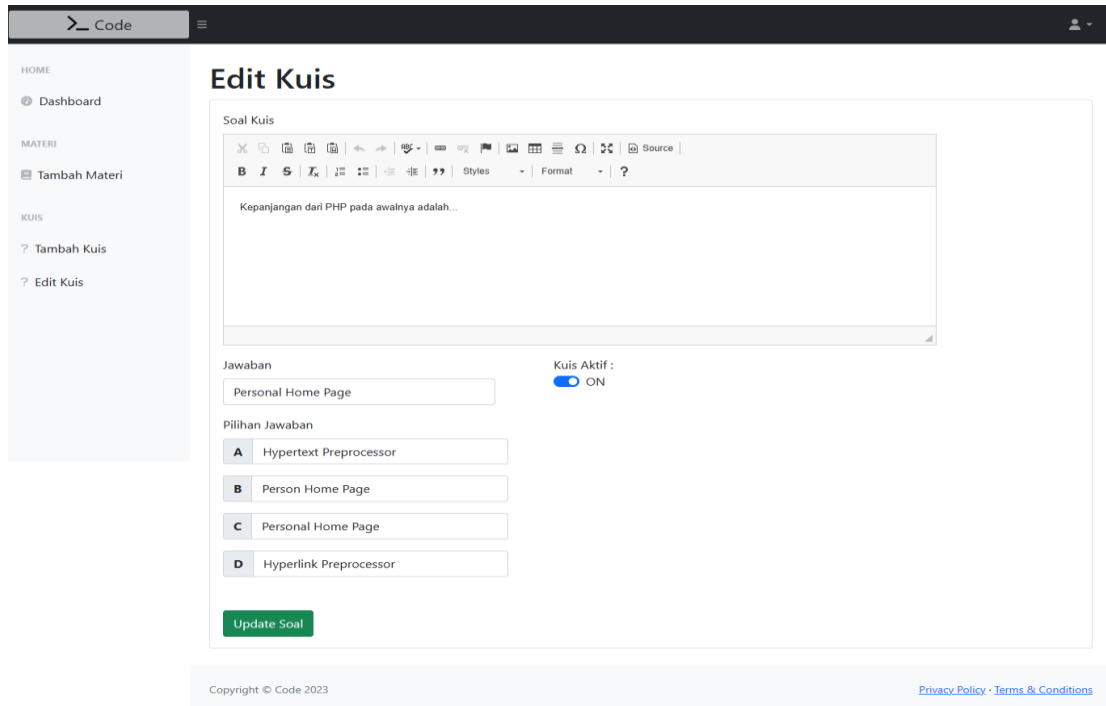 >_ Code
HOME
Dashboard
MATERI
Tambah Materi
KUIS
? Tambah Kuis
? Edit Kuis
Edit Kuis
Soal Kuis
ABC Ω Source
B I S Tx Styles Format ?
Kepanjangan dari PHP pada awalnya adalah...
Jawaban
Personal Home Page
Kuis Aktif :
ON
Pilihan Jawaban
A Hypertext Preprocessor
B Person Home Page
C Personal Home Page
D Hyperlink Preprocessor
Update Soal
Copyright © Code 2023
Privacy Policy · Terms & Conditions